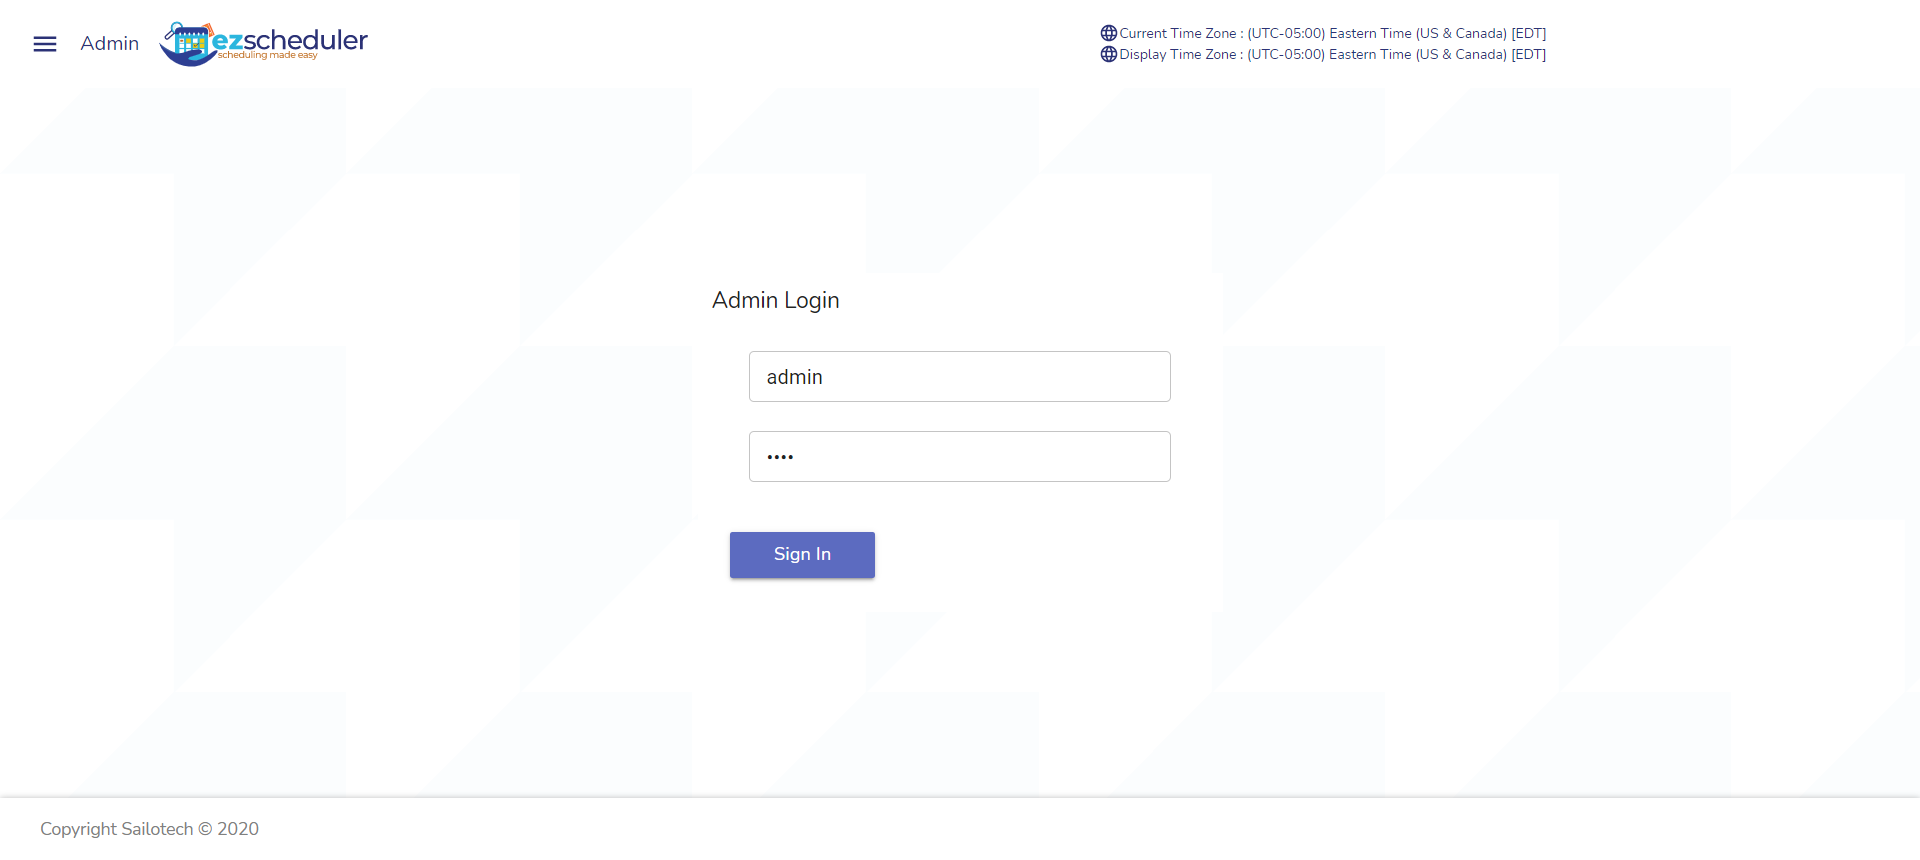 Admin
ezscheduler
scheduling made easy
Current Time Zone : (UTC-05:00) Eastern Time (US & Canada) [EDT]
Display Time Zone : (UTC-05:00) Eastern Time (US & Canada) [EDT]
Admin Login
admin
••••
Sign In
Copyright Sailotech © 2020